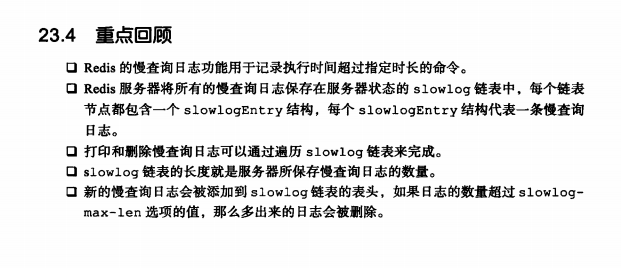 23.4 重点回顾
❏ Redis 的慢查询日志功能用于记录执行时间超过指定时长的命令。
❏ Redis 服务器将所有的慢查询日志保存在服务器状态的 slowlog 链表中，每个链表
节点都包含一个 slowlogEntry 结构，每个 slowlogEntry 结构代表一条慢查询
日志。
❏ 打印和删除慢查询日志可以通过遍历 slowlog 链表来完成。
❏ slowlog 链表的长度就是服务器所保存慢查询日志的数量。
❏ 新的慢查询日志会被添加到 slowlog 链表的表头，如果日志的数量超过 slowlog-
max-len 选项的值，那么多出来的日志会被删除。